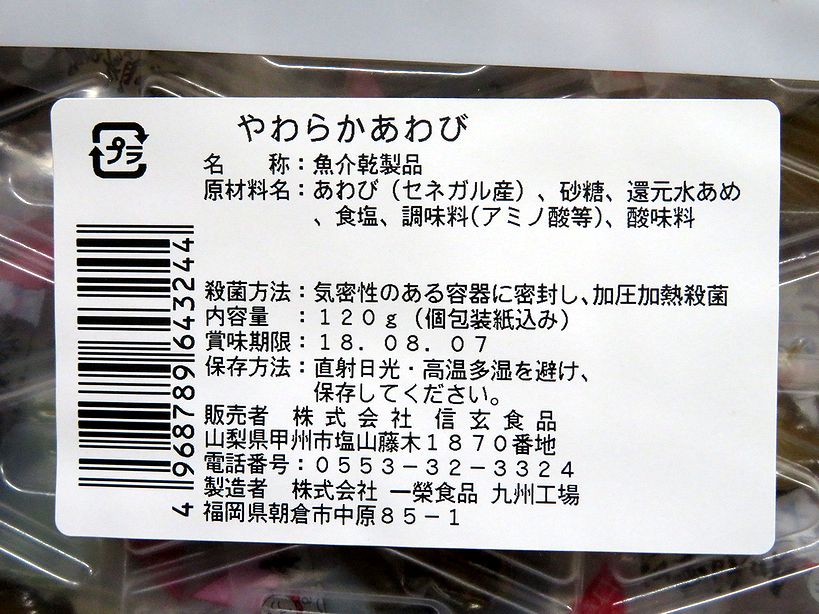 やわらかあわび
プラ
名　　称：魚介乾製品
原材料名：あわび（セネガル産）、砂糖、還元水あめ
、食塩、調味料（アミノ酸等）、酸味料
殺菌方法：気密性のある容器に密封し、加圧加熱殺菌
内容量　：１２０ｇ（個包装紙込み）
賞味期限：18．08．07
保存方法：直射日光・高温多湿を避け、
保存してください。
販売者　株式会社　信玄食品
山梨県甲州市塩山藤木１８７０番地
電話番号：０５５３－３２－３３２４
製造者　株式会社　一榮食品　九州工場
福岡県朝倉市中原８５－１
4968789643244